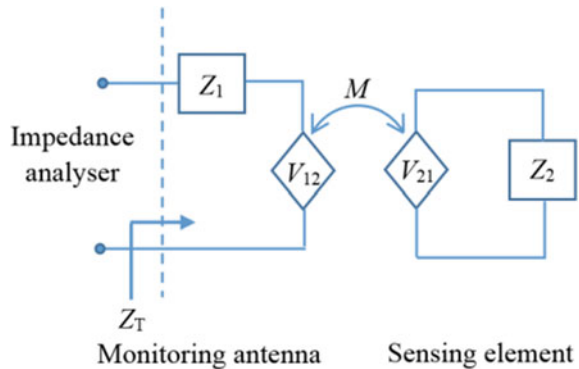 Z1
M
Impedance
analyser
V12
V21
Z2
ZT
Monitoring antenna
Sensing element